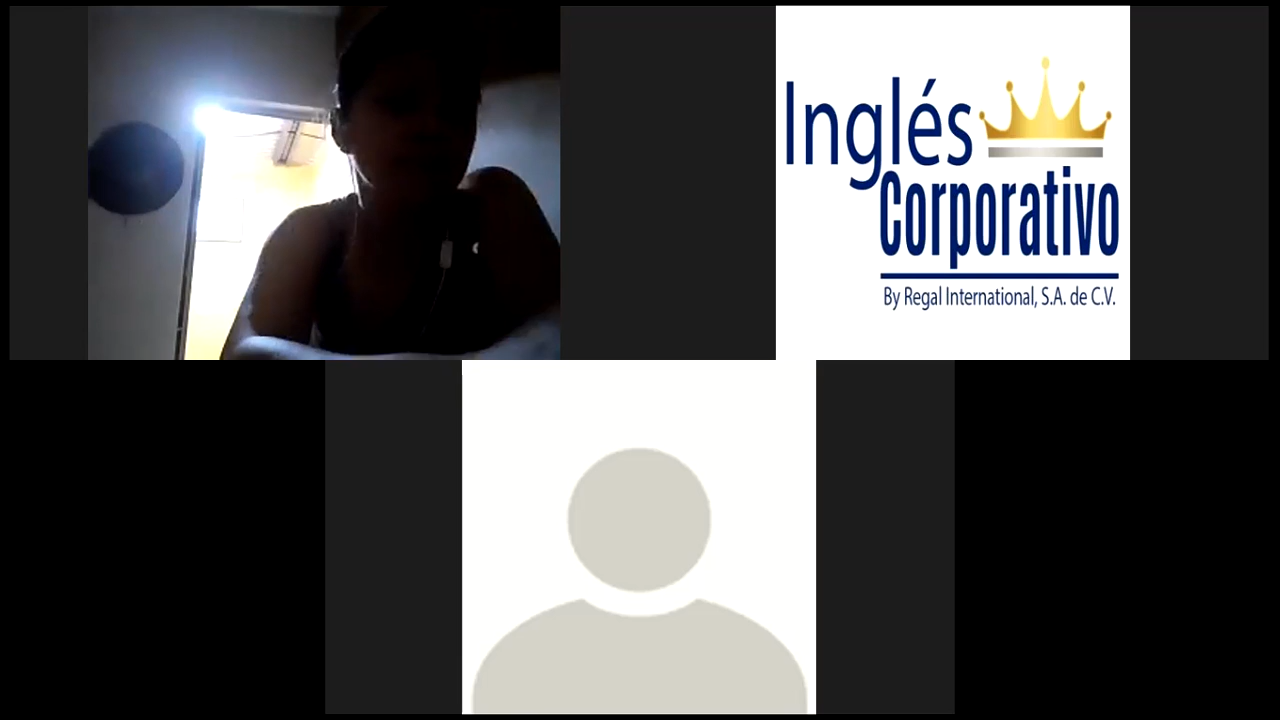 Inglés
Corporativo
By Regal International, S.A. de C.V.